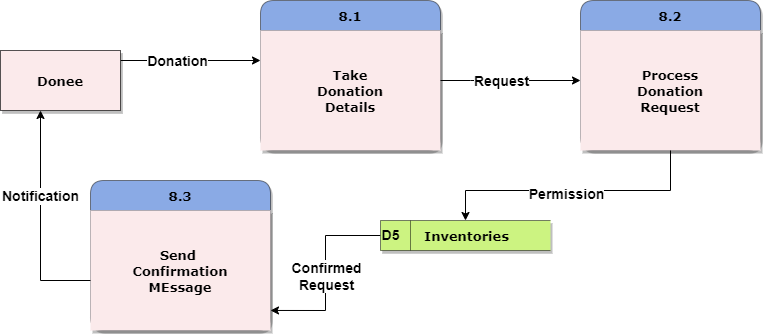 8.1
8.2
Donation
Take
Donation
Details
Process
Donation
Request
Donee
Request
Notification
Permission
8.3
D5
Inventories
Send
Confirmation
MEssage
Confirmed
Request